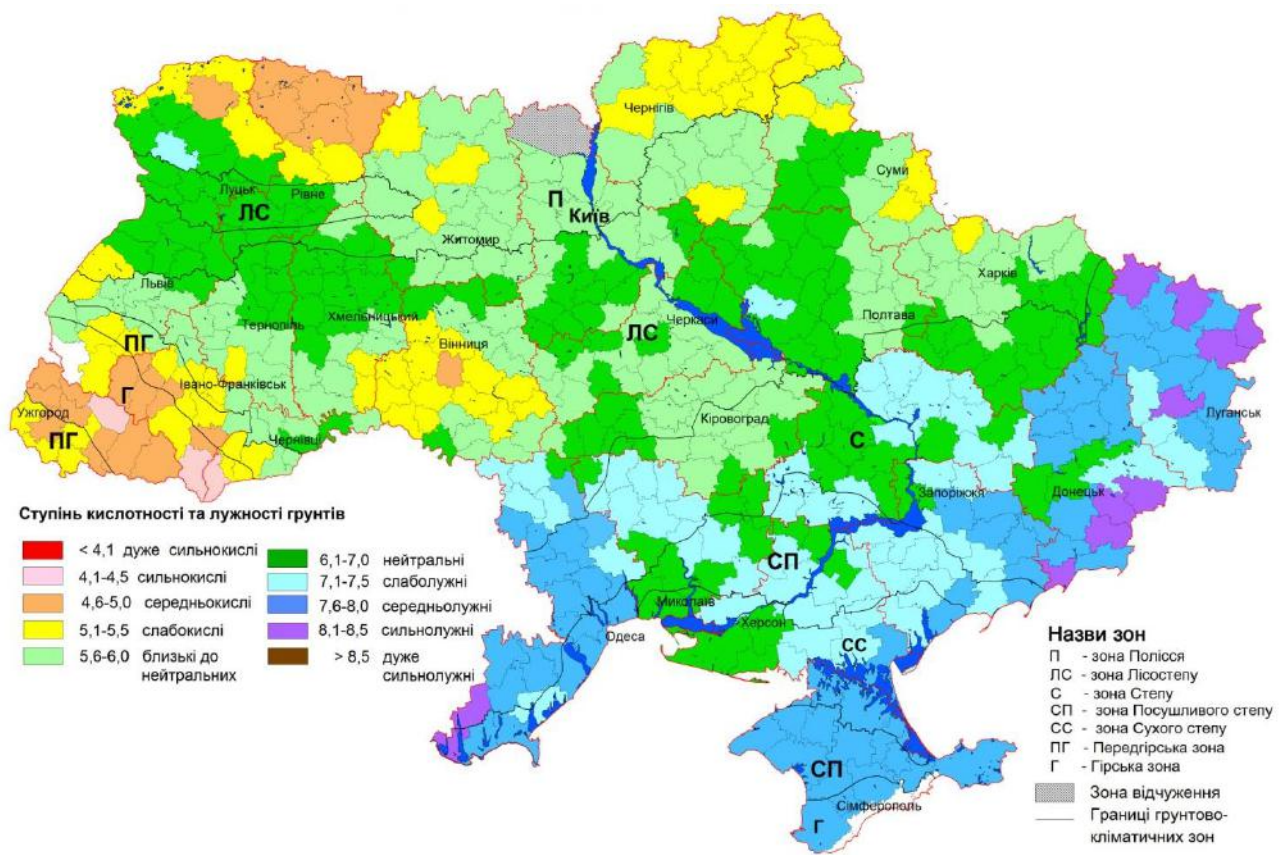 Чернігів
Суми
Луцьк
Рівне
ЛС
П
Київ
Житомир
Харків
Львів
Тернопіль
Хмельницький
Вінниця
ЛС
Черкаси
Полтава
ПГ
Г
Івано-Франківськ
Ужгород
ПГ
Чернівці
Кіровоград
С
Луганськ
Запоріжжя
Донецьк
СП
Миколаїв
Херсон
Одеса
СС
СП
Сімферополь
Г
Ступінь кислотності та лужності грунтів
< 4,1 дуже сильнокислі
4,1-4,5 сильнокислі
4,6-5,0 середнькислі
5,1-5,5 слабокислі
5,6-6,0 близькі до
нейтральних
6,1-7,0 нейтральні
7,1-7,5 слаболужні
7,6-8,0 середньолужні
8,1-8,5 сильнолужні
> 8,5 дуже
сильнолужні
Назви зон
П - зона Полісся
ЛС - зона Лісостепу
С - зона Степу
СП - зона Посушливого степу
СС - зона Сухого степу
ПГ - Передгірська зона
Г - Гірська зона
Зона відчуження
Границі грунтово-
кліматичних зон